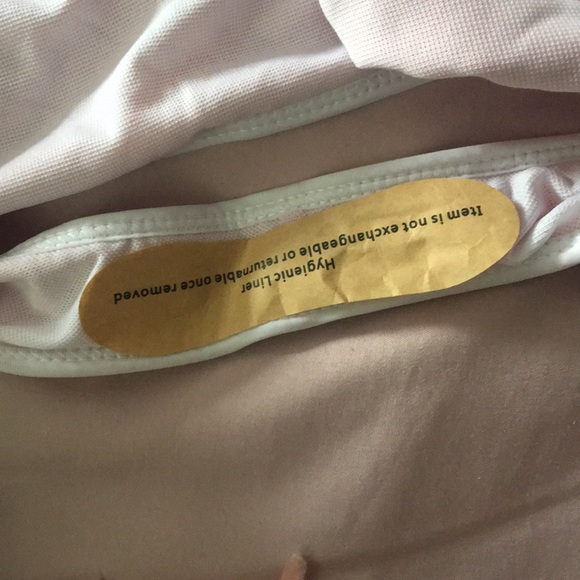 Hygienic Liner
Item is not exchangeable or returnable once removed